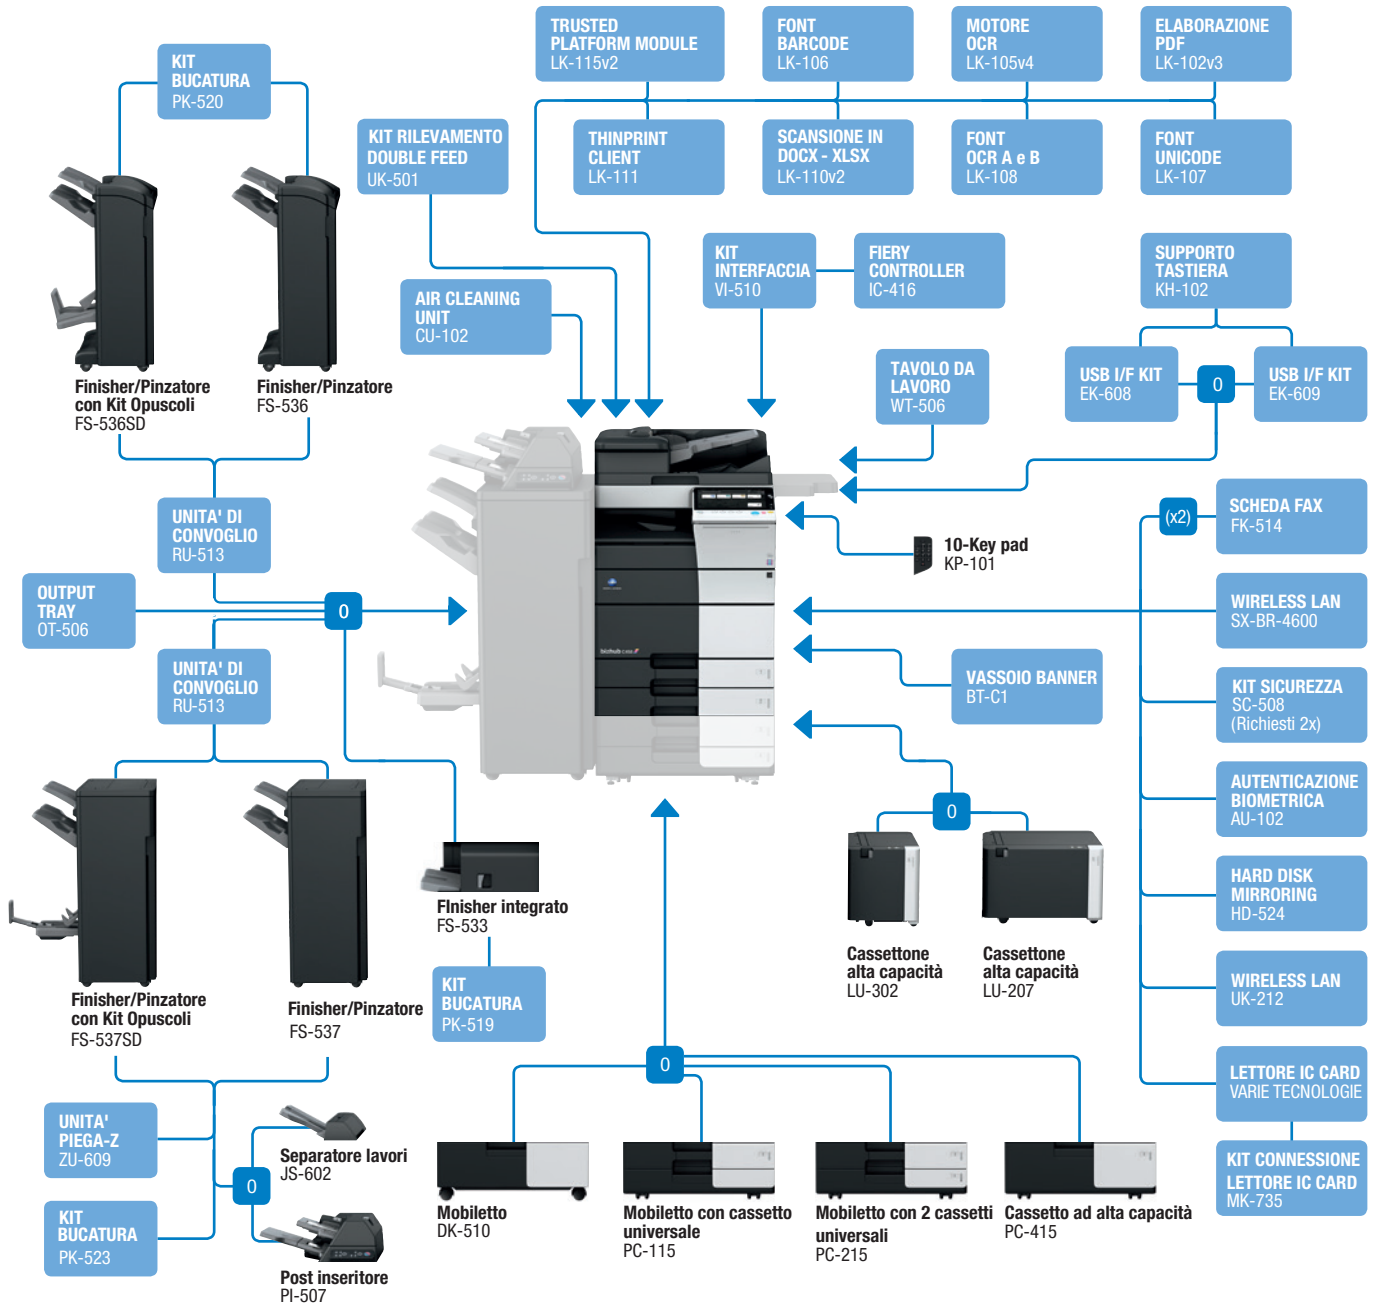 TRUSTED
PLATFORM MODULE
LK-115v2
FONT
BARCODE
LK-106
MOTORE
OCR
LK-105v4
ELABORAZIONE
PDF
LK-102v3
KIT
BUCATURA
PK-520
KIT RILEVAMENTO
DOUBLE FEED
UK-501
THINPRINT
CLIENT
LK-111
SCANSIONE IN
DOCX - XLSX
LK-110v2
FONT
OCR A e B
LK-108
FONT
UNICODE
LK-107
KIT
INTERFACCIA
VI-510
FIERY
CONTROLLER
IC-416
SUPPORTO
TASTIERA
KH-102
AIR CLEANING
UNIT
CU-102
Finisher/Pinzatore
con Kit Opuscoli
FS-536SD
Finisher/Pinzatore
FS-536
TAVOLO DA
LAVORO
WT-506
USB I/F KIT
EK-608
O
USB I/F KIT
EK-609
UNITA' DI
CONVOGLIO
RU-513
(x2)
SCHEDA FAX
FK-514
10-Key pad
KP-101
OUTPUT
TRAY
OT-506
O
WIRELESS LAN
SX-BR-4600
UNITA' DI
CONVOGLIO
RU-513
bizhub
VASSOIO BANNER
BT-C1
KIT SICUREZZA
SC-508
(Richiesti 2x)
AUTENTICAZIONE
BIOMETRICA
AU-102
O
HARD DISK
MIRRORING
HD-524
FInisher integrato
FS-533
Cassettone
alta capacità
LU-302
Cassettone
alta capacità
LU-207
KIT
BUCATURA
PK-519
WIRELESS LAN
UK-212
Finisher/Pinzatore
con Kit Opuscoli
FS-537SD
Finisher/Pinzatore
FS-537
O
LETTORE IC CARD
VARIE TECNOLOGIE
UNITA'
PIEGA-Z
ZU-609
Separatore lavori
JS-602
O
KIT CONNESSIONE
LETTORE IC CARD
MK-735
KIT
BUCATURA
PK-523
Mobiletto
DK-510
Mobiletto con cassetto
universale
PC-115
Mobiletto con 2 cassetti
universali
PC-215
Cassetto ad alta capacità
PC-415
Post inseritore
PI-507